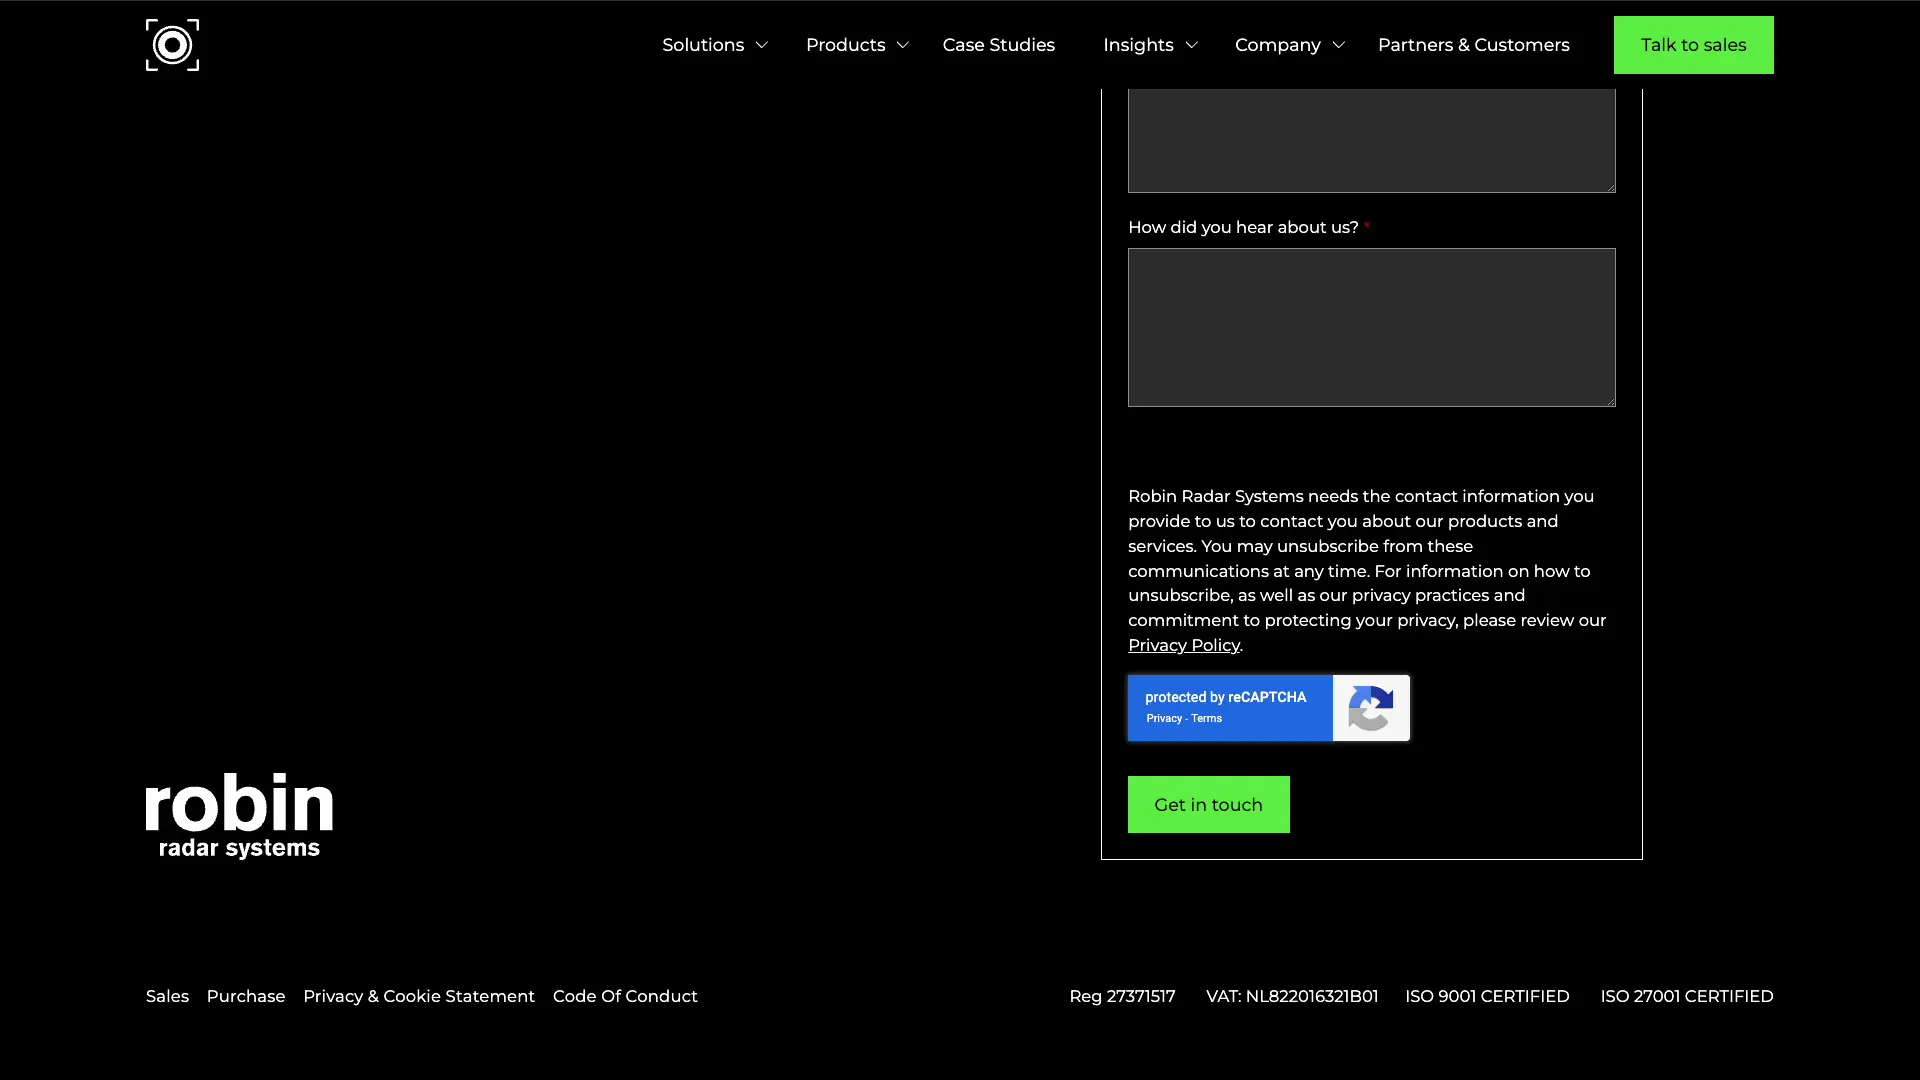 Solutions
Products
Case Studies
Insights
Company
Partners & Customers
Talk to sales
How did you hear about us? *
Robin Radar Systems needs the contact information you
provide to us to contact you about our products and
services. You may unsubscribe from these
communications at any time. For information on how to
unsubscribe, as well as our privacy practices and
commitment to protecting your privacy, please review our
Privacy Policy.
protected by reCAPTCHA
Privacy - Terms
Get in touch
robin
radar systems
Sales
Purchase
Privacy & Cookie Statement
Code Of Conduct
Reg 27371517
VAT: NL822016321B01
ISO 9001 CERTIFIED
ISO 27001 CERTIFIED